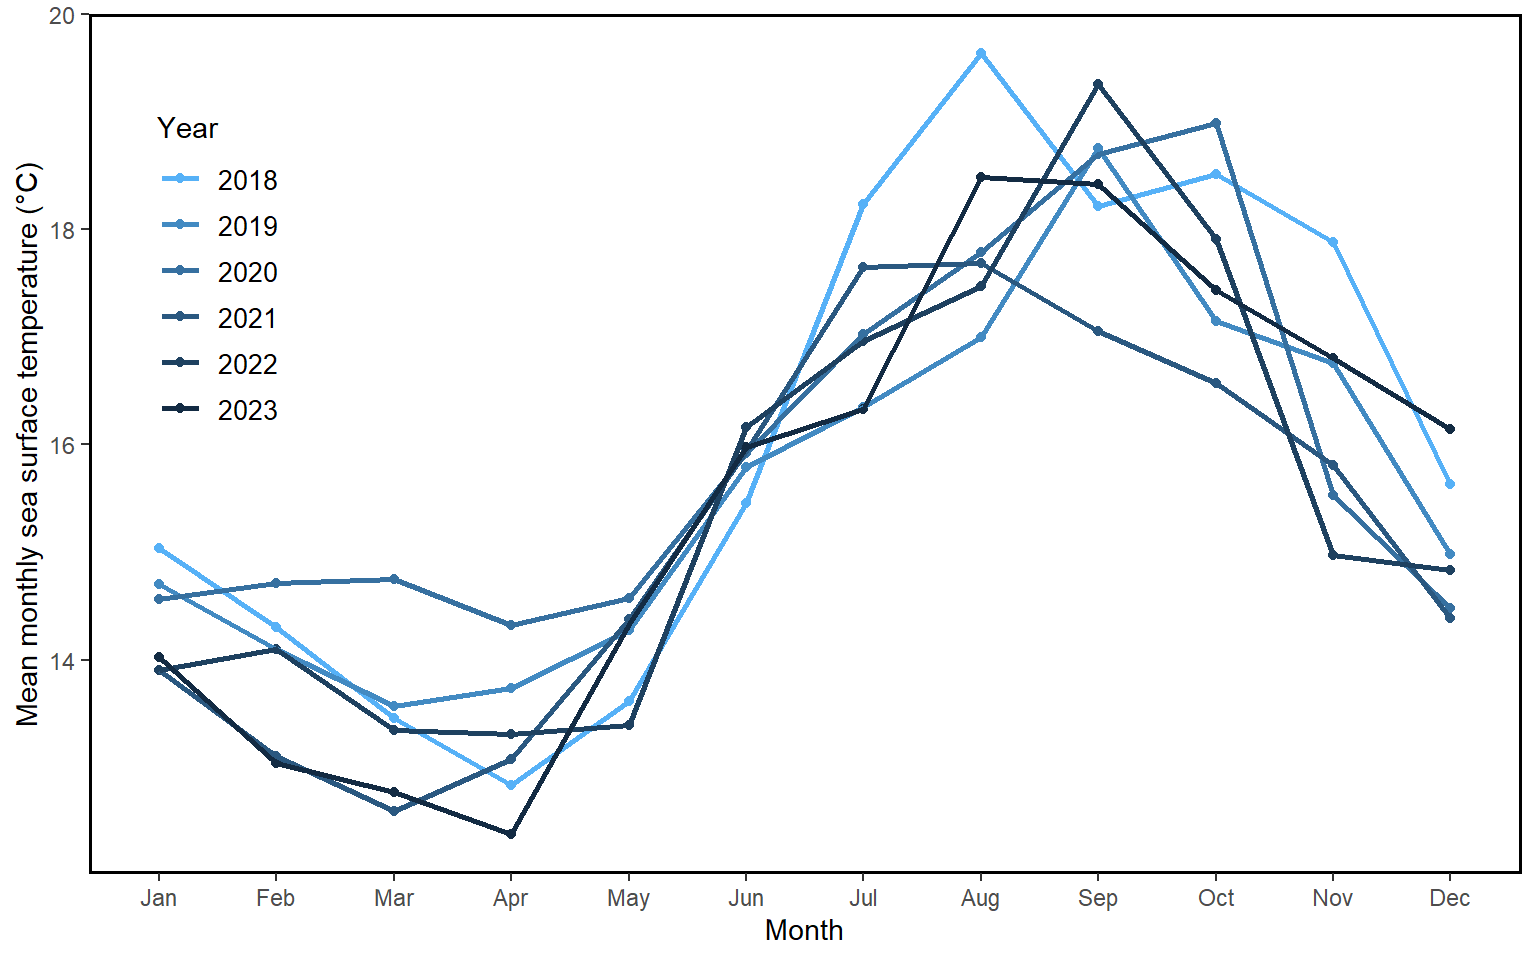 20
18
16
14
Mean monthly sea surface temperature (°C)
Year
2018
2019
2020
2021
2022
2023
Jan Feb Mar Apr May Jun Jul Aug Sep Oct Nov Dec
Month